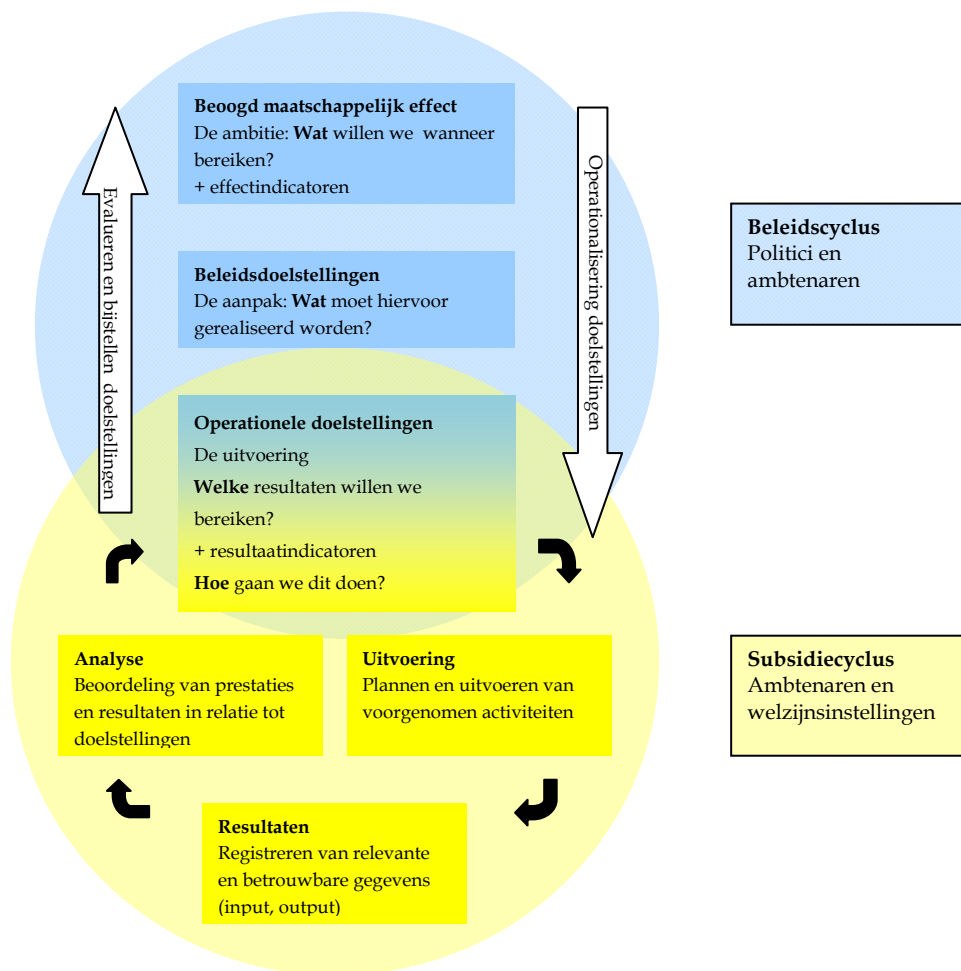 Beoogd maatschappelijk effect
De ambitie: Wat willen we wanneer
bereiken?
+ effectindicatoren
Evalueren en bijstellen doelstellingen
Operationalisering doelstellingen
Beleidsdoelstellingen
De aanpak: Wat moet hiervoor
gerealiseerd worden?
Beleidscyclus
Politici en
ambtenaren
Operationele doelstellingen
De uitvoering
Welke resultaten willen we
bereiken?
+ resultaatindicatoren
Hoe gaan we dit doen?
Analyse
Beoordeling van prestaties
en resultaten in relatie tot
doelstellingen
Uitvoering
Plannen en uitvoeren van
voorgenomen activiteiten
Subsidiecyclus
Ambtenaren en
welzijnsinstellingen
Resultaten
Registreren van relevante
en betrouwbare gegevens
(input, output)